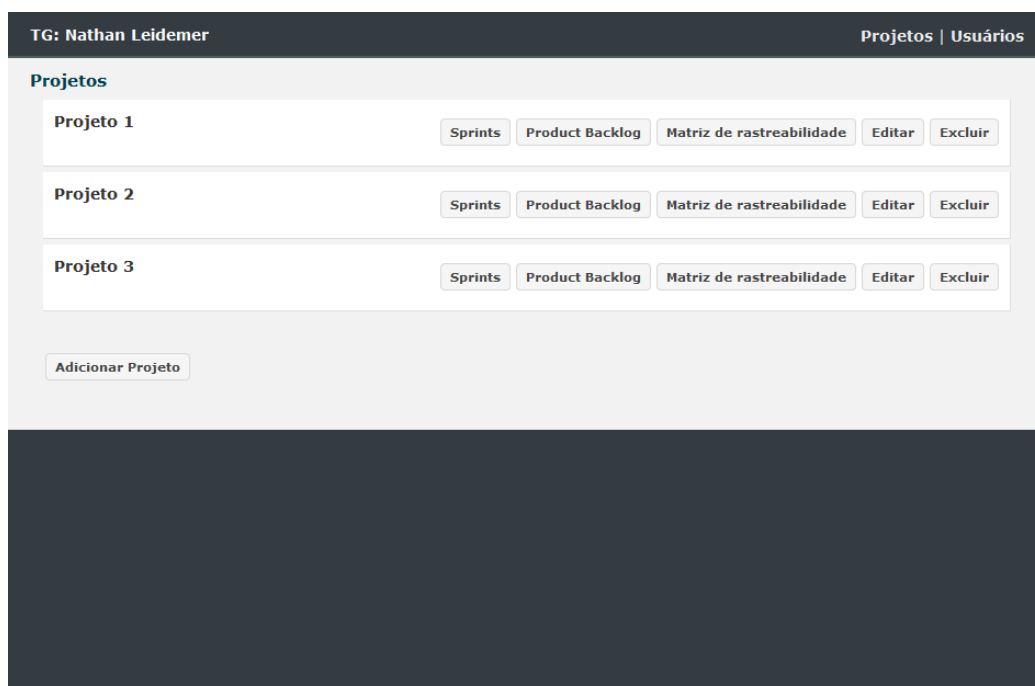 TG: Nathan Leidemer Projetos | Usuários
Projetos
Projeto 1
Sprints Product Backlog Matriz de rastreabilidade Editar Excluir
Projeto 2
Sprints Product Backlog Matriz de rastreabilidade Editar Excluir
Projeto 3
Sprints Product Backlog Matriz de rastreabilidade Editar Excluir
Adicionar Projeto